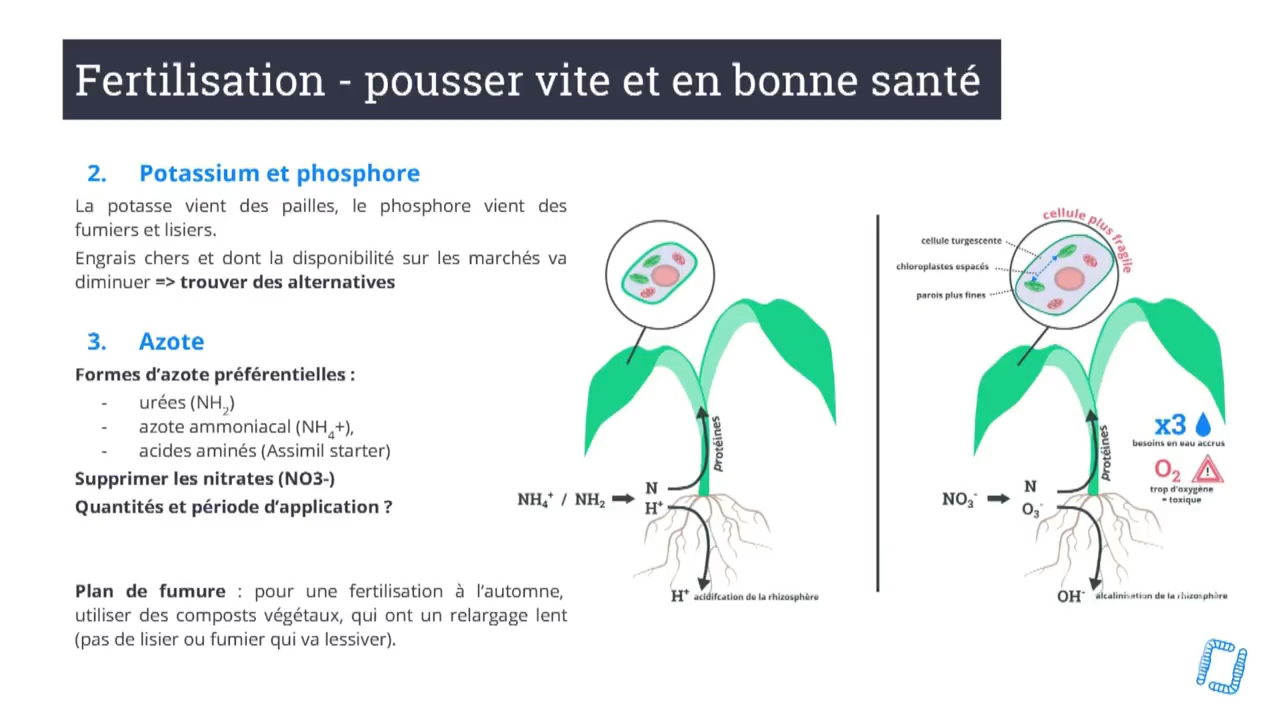 Fertilisation - pousser vite et en bonne santé
2. Potassium et phosphore
La potasse vient des pailles, le phosphore vient des
fumiers et lisiers.
Engrais chers et dont la disponibilité sur les marchés va
diminuer => trouver des alternatives
3. Azote
Formes d'azote préférentielles :
- urées (NH2)
- azote ammoniacal (NH4+),
- acides aminés (Assimil starter)
Supprimer les nitrates (NO3-)
Quantités et période d'application ?
Plan de fumure : pour une fertilisation à l'automne,
utiliser des composts végétaux, qui ont un relargage lent
(pas de lisier ou fumier qui va lessiver).
protéines
NH4+ / NH2
N
H+
H+ acidifcation de la rhizosphère
cellule plus fragile
cellule turgescente
chloroplastes espacés
parois plus fines
protéines
x3
besoins en eau accrus
O2
trop d'oxygène
= toxique
NO3-
N
O3-
OH- alcalinisation de la rhizosphère